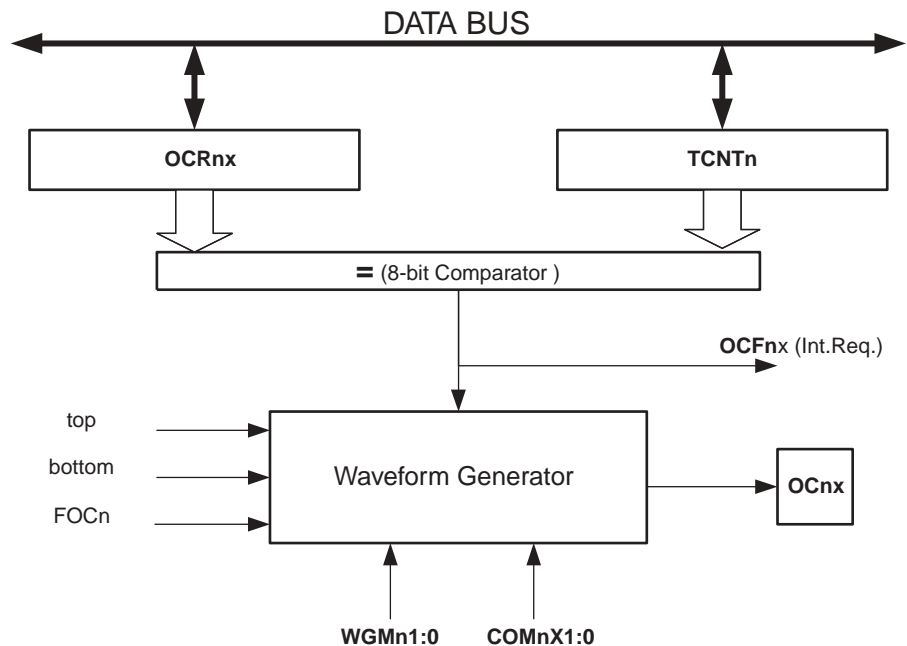 DATA BUS
OCRnx
TCNTn
= (8-bit Comparator )
OCFnx (Int.Req.)
top
bottom
FOCn
Waveform Generator
OCnx
WGMn1:0
COMnX1:0